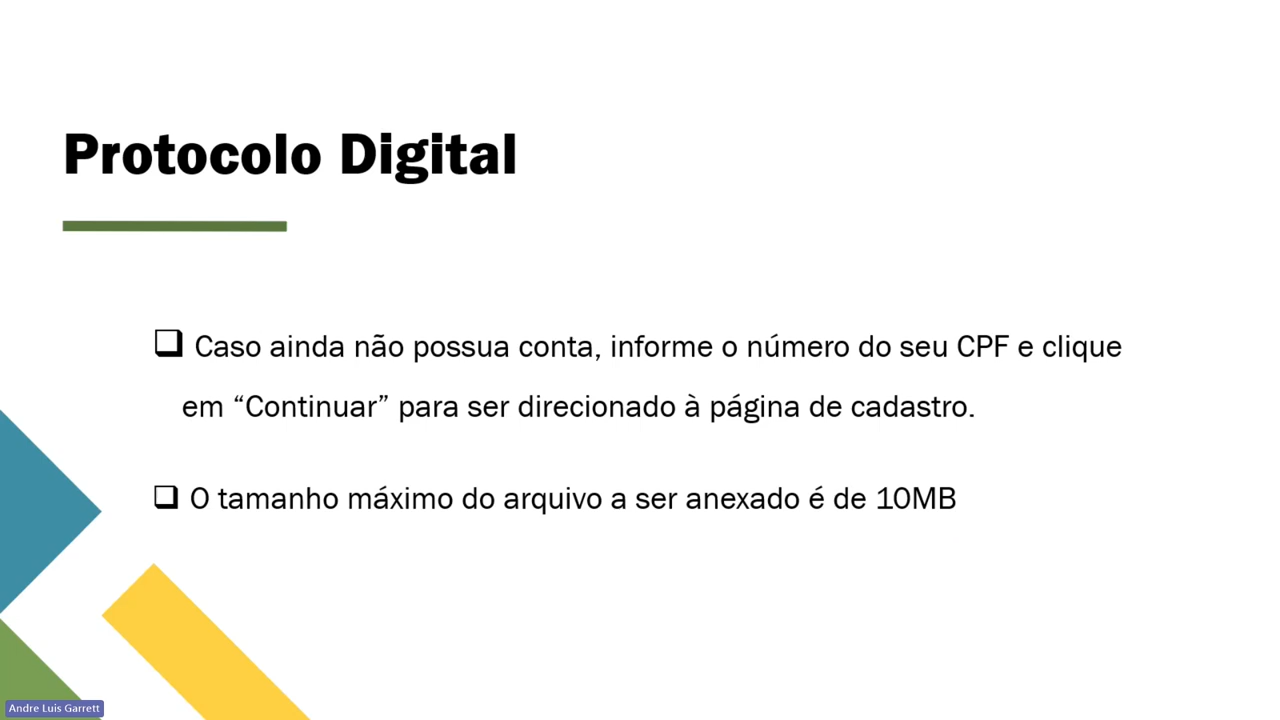 Protocolo Digital
Caso ainda não possua conta, informe o número do seu CPF e clique
em “Continuar” para ser direcionado à página de cadastro.
O tamanho máximo do arquivo a ser anexado é de 10MB
Andre Luis Garrett